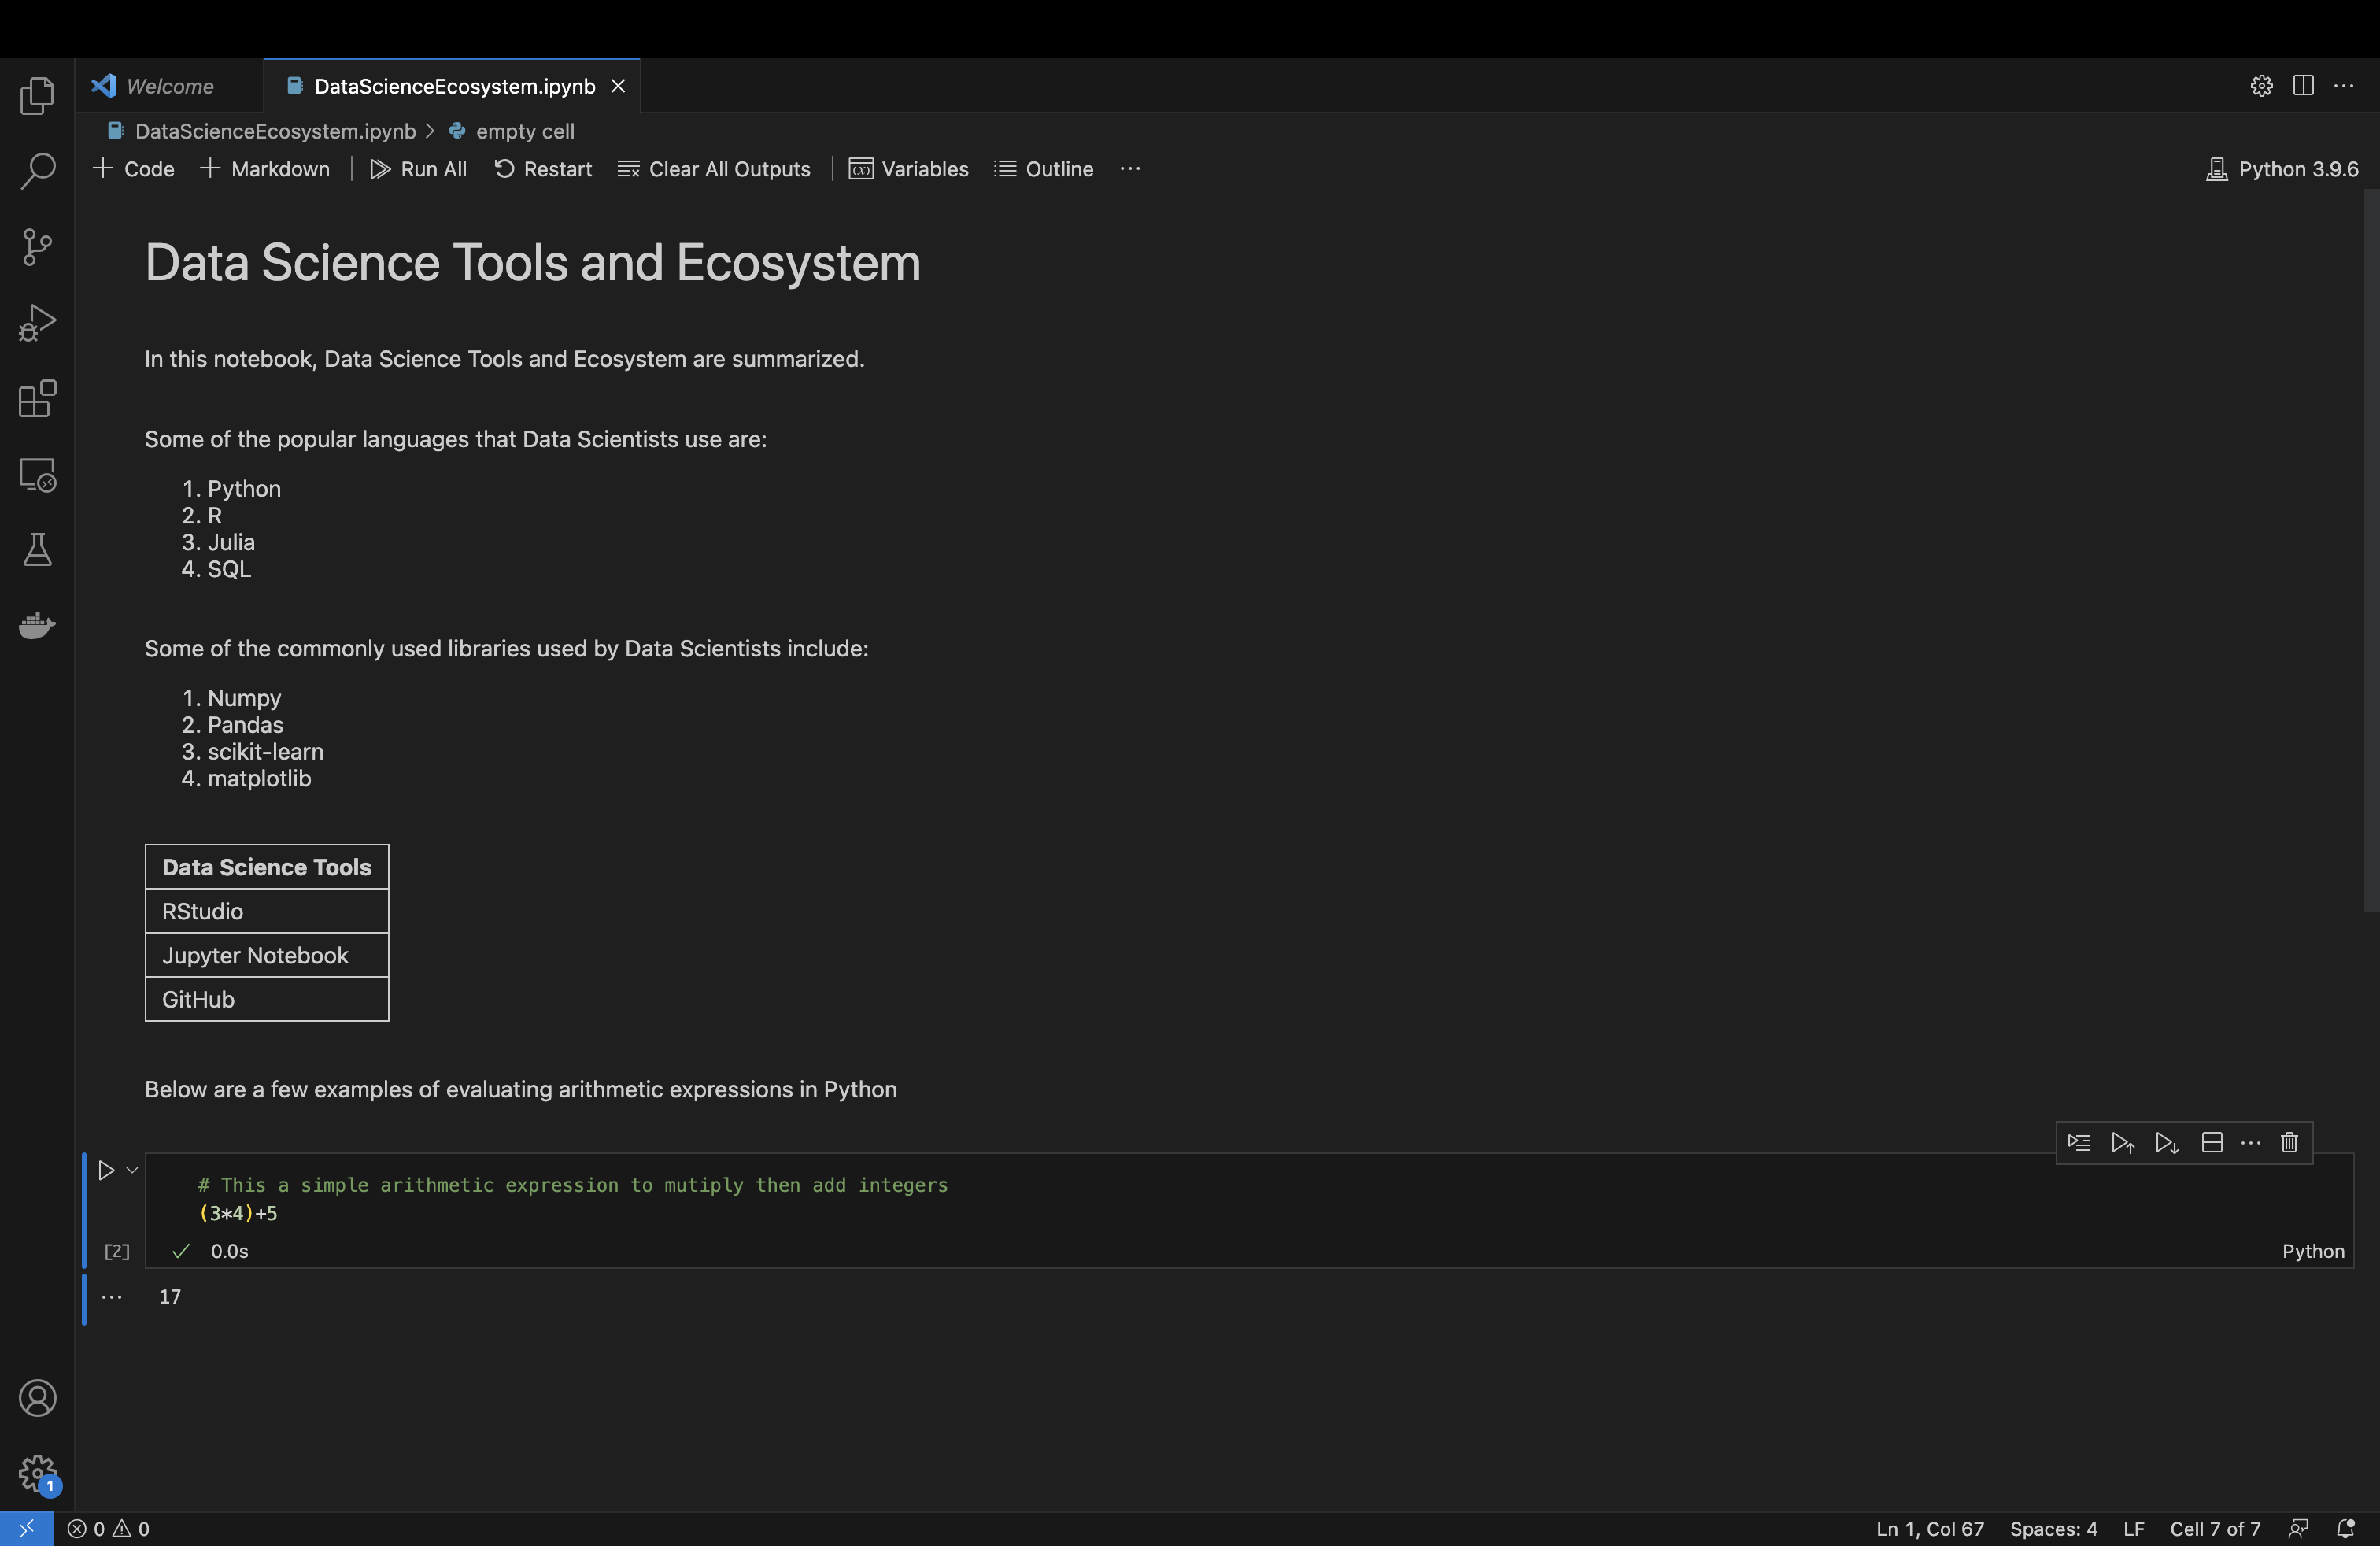 Welcome
DataScienceEcosystem.ipynb
DataScienceEcosystem.ipynb > empty cell
Code Markdown Run All Restart Clear All Outputs Variables Outline ... Python 3.9.6
Data Science Tools and Ecosystem
In this notebook, Data Science Tools and Ecosystem are summarized.
Some of the popular languages that Data Scientists use are:
1. Python
2. R
3. Julia
4. SQL
Some of the commonly used libraries used by Data Scientists include:
1. Numpy
2. Pandas
3. scikit-learn
4. matplotlib
Data Science Tools
RStudio
Jupyter Notebook
GitHub
Below are a few examples of evaluating arithmetic expressions in Python
# This a simple arithmetic expression to mutiply then add integers
(3*4)+5
[2] 0.0s Python
... 17
1
0 0 Ln 1, Col 67 Spaces: 4 LF Cell 7 of 7